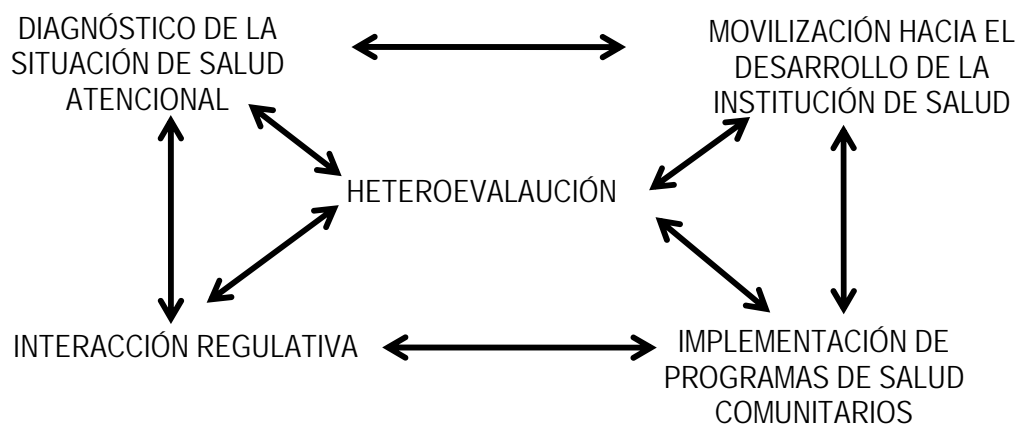 DIAGNÓSTICO DE LA
SITUACIÓN DE SALUD
ATENCIONAL
MOVILIZACIÓN HACIA EL
DESARROLLO DE LA
INSTITUCIÓN DE SALUD
HETEROEVALAUCIÓN
INTERACCIÓN REGULATIVA
IMPLEMENTACIÓN DE
PROGRAMAS DE SALUD
COMUNITARIOS